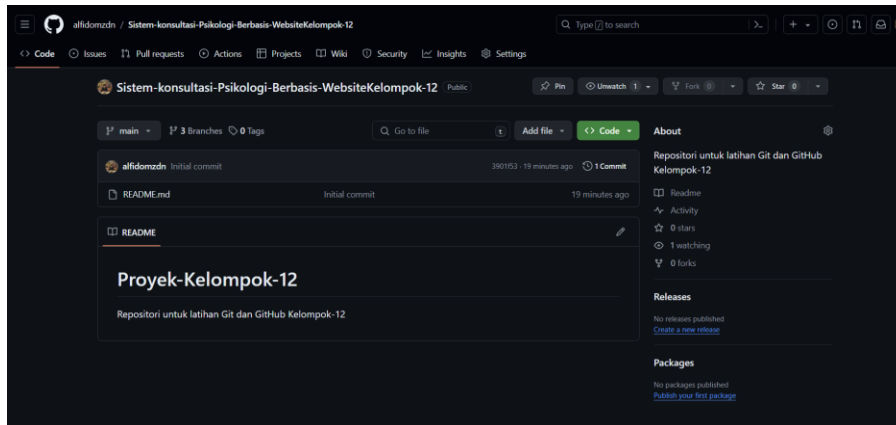 alfidomzdn / Sistem-konsultasi-Psikologi-Berbasis-WebsiteKelompok-12
Type / to search
Code Issues Pull requests Actions Projects Wiki Security Insights Settings
Sistem-konsultasi-Psikologi-Berbasis-WebsiteKelompok-12 Public
Pin Unwatch 1 Fork 0 Star 0
main 3 Branches 0 Tags Go to file t Add file Code
About
Repositori untuk latihan Git dan GitHub
Kelompok-12
alfidomzdn Initial commit 3901f53 · 19 minutes ago 1 Commit
README.md Initial commit 19 minutes ago
README
Proyek-Kelompok-12
Repositori untuk latihan Git dan GitHub Kelompok-12
Readme
Activity
0 stars
1 watching
0 forks
Releases
No releases published
Create a new release
Packages
No packages published
Publish your first package